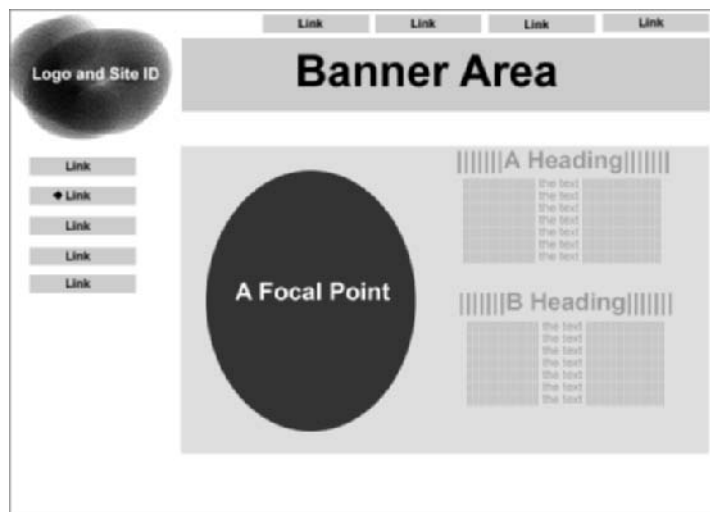 Link Link Link Link
Logo and Site ID
Banner Area
Link
Link
Link
Link
Link
A Focal Point
|||||||A Heading|||||||
the text
the text
the text
the text
the text
the text
the text
|||||||B Heading|||||||
the text
the text
the text
the text
the text
the text
the text